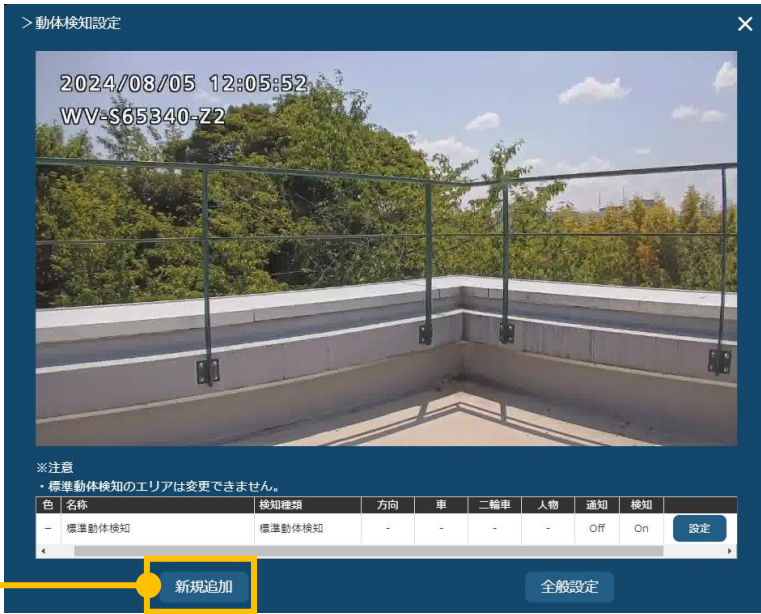 ＞動体検知設定
×
2024/08/05 12:05:52
WV-S65340-Z2
※注意
・標準動体検知のエリアは変更できません。
色 名称 検知種類 方向 車 二輪車 人物 通知 検知
− 標準動体検知 標準動体検知 - - - - Off On 設定
新規追加 全般設定